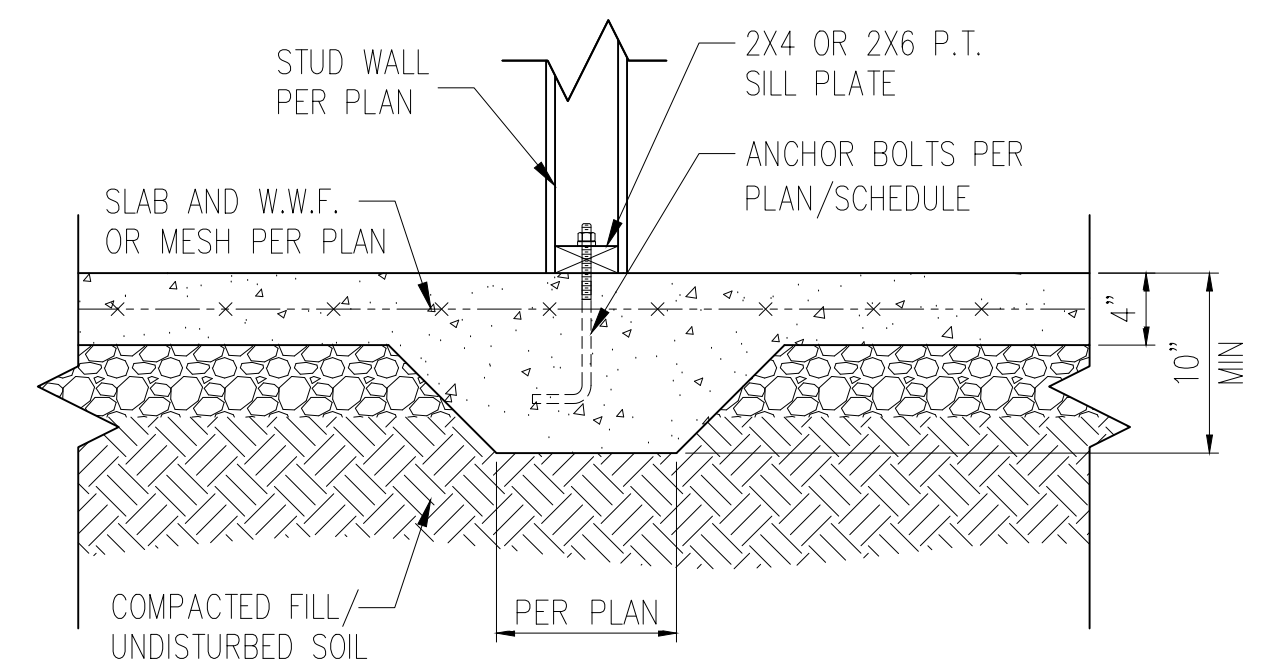 STUD WALL
PER PLAN
2X4 OR 2X6 P.T.
SILL PLATE
ANCHOR BOLTS PER
PLAN/SCHEDULE
SLAB AND W.W.F.
OR MESH PER PLAN
4"
10"
MIN
COMPACTED FILL/
UNDISTURBED SOIL
PER PLAN